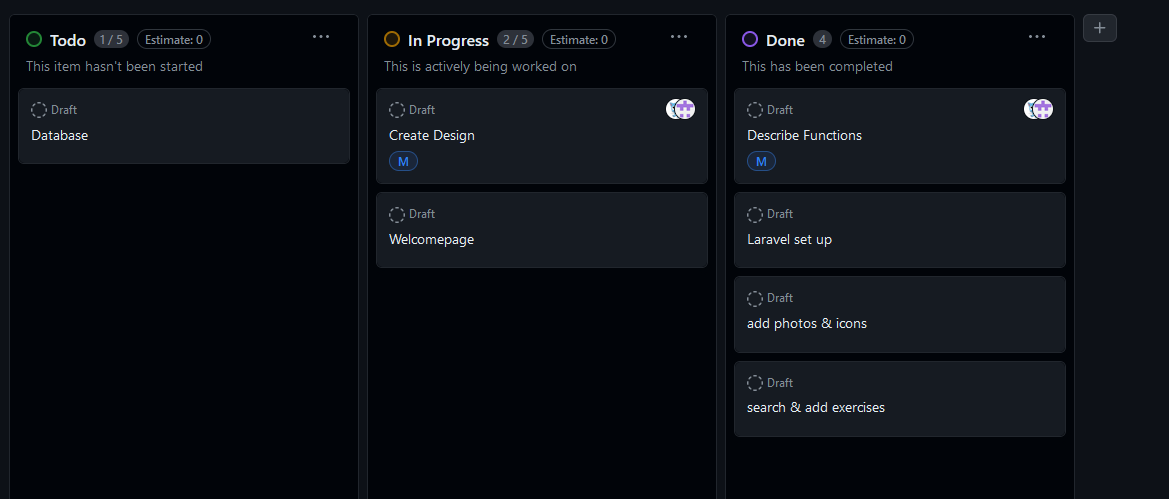 Todo 1 / 5 Estimate: 0 ...
This item hasn't been started
Draft
Database
In Progress 2 / 5 Estimate: 0 ...
This is actively being worked on
Draft
Create Design
M
Draft
Welcomepage
Done 4 Estimate: 0 ...
This has been completed
Draft
Describe Functions
M
Draft
Laravel set up
Draft
add photos & icons
Draft
search & add exercises
+